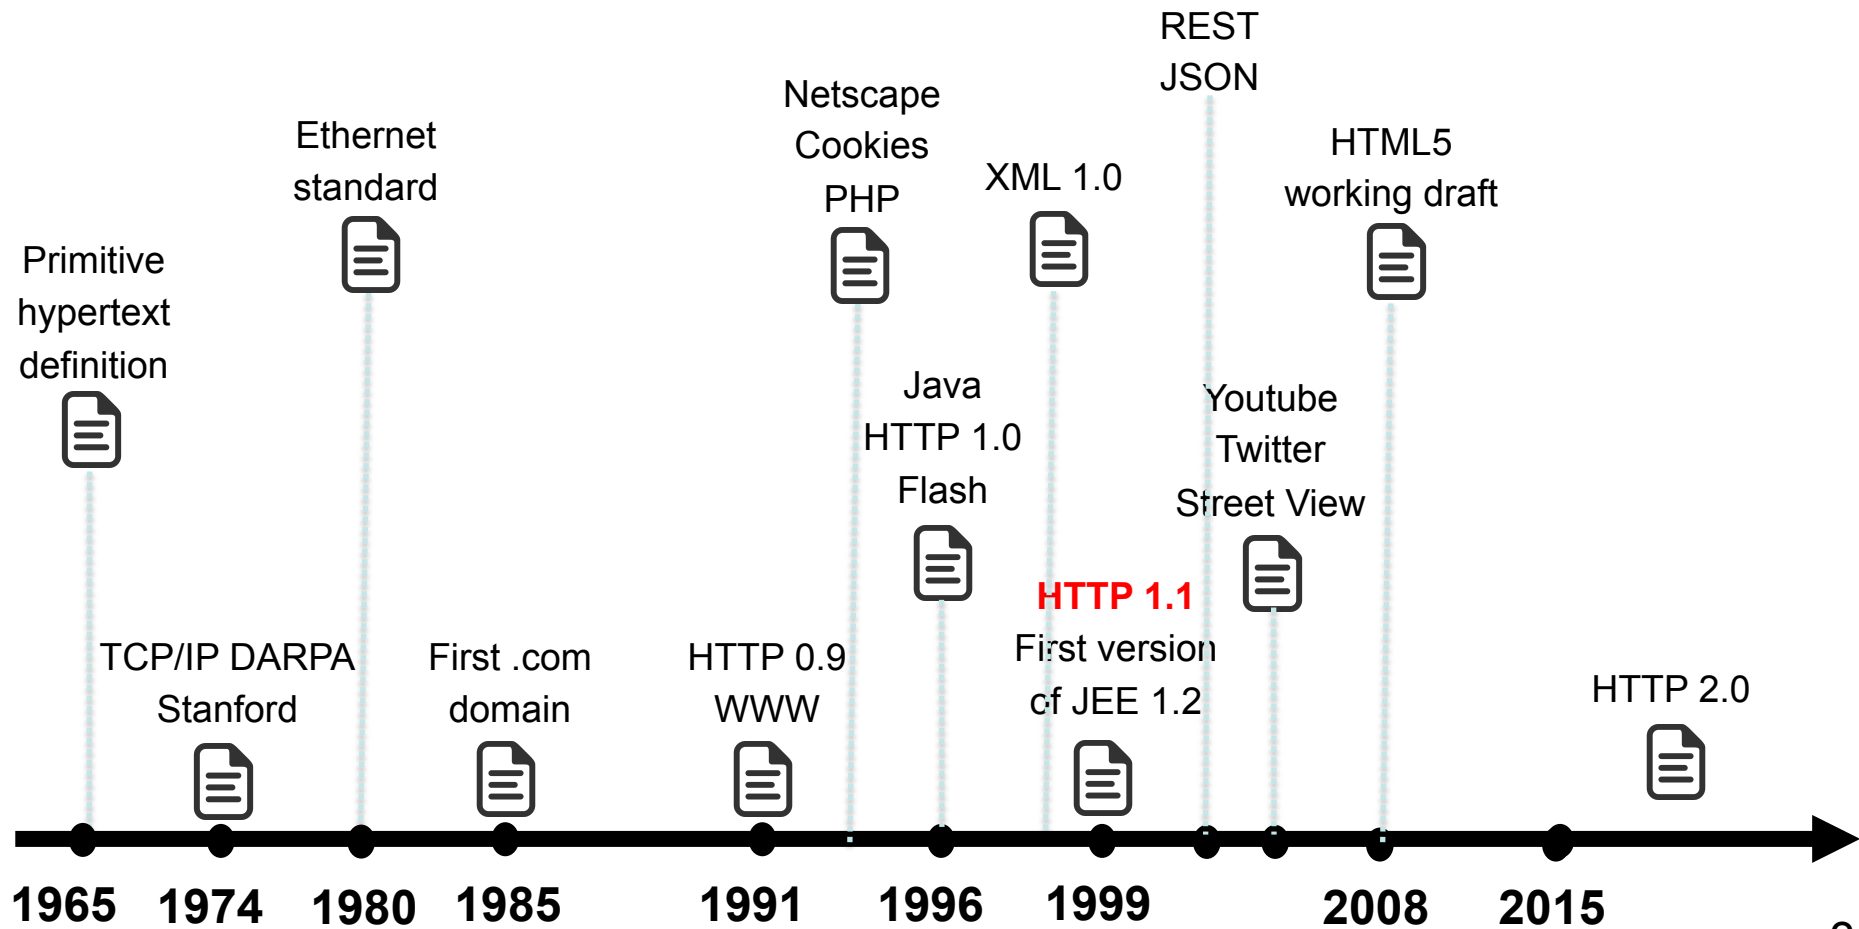 REST
JSON
Netscape
Cookies
PHP
Ethernet
standard
XML 1.0
HTML5
working draft
Primitive
hypertext
definition
Java
HTTP 1.0
Flash
Youtube
Twitter
Street View
HTTP 1.1
First version
of JEE 1.2
TCP/IP DARPA
Stanford
First .com
domain
HTTP 0.9
WWW
HTTP 2.0
1965
1974
1980
1985
1991
1996
1999
2008
2015